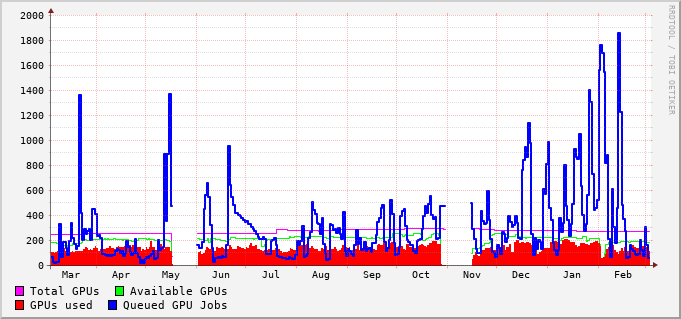 2000
1800
1600
1400
1200
1000
800
600
400
200
0
Mar Apr May Jun Jul Aug Sep Oct Nov Dec Jan Feb
Total GPUs Available GPUs
GPUs used Queued GPU Jobs
RRDTOOL / TOBI OETIKER